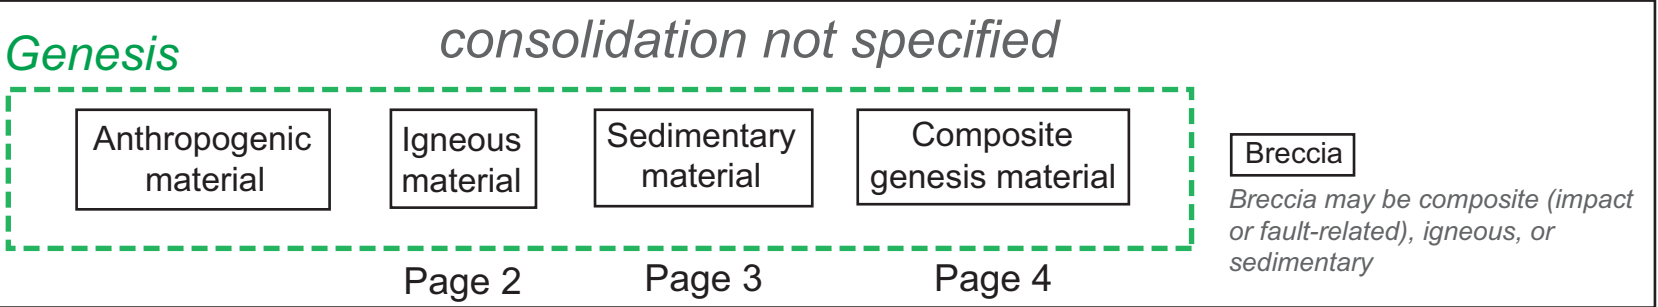 Genesis
consolidation not specified
Anthropogenic
material
Igneous
material
Sedimentary
material
Composite
genesis material
Breccia
Breccia may be composite (impact
or fault-related), igneous, or
sedimentary
Page 2
Page 3
Page 4